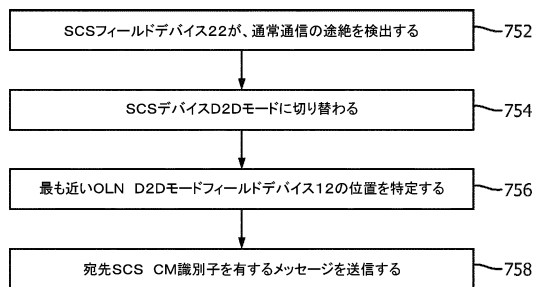 SCSフィールドデバイス22が、通常通信の途絶を検出する
752
SCSデバイスD2Dモードに切り替わる
754
最も近いOLN D2Dモードフィールドデバイス12の位置を特定する
756
宛先SCS CM識別子を有するメッセージを送信する
758